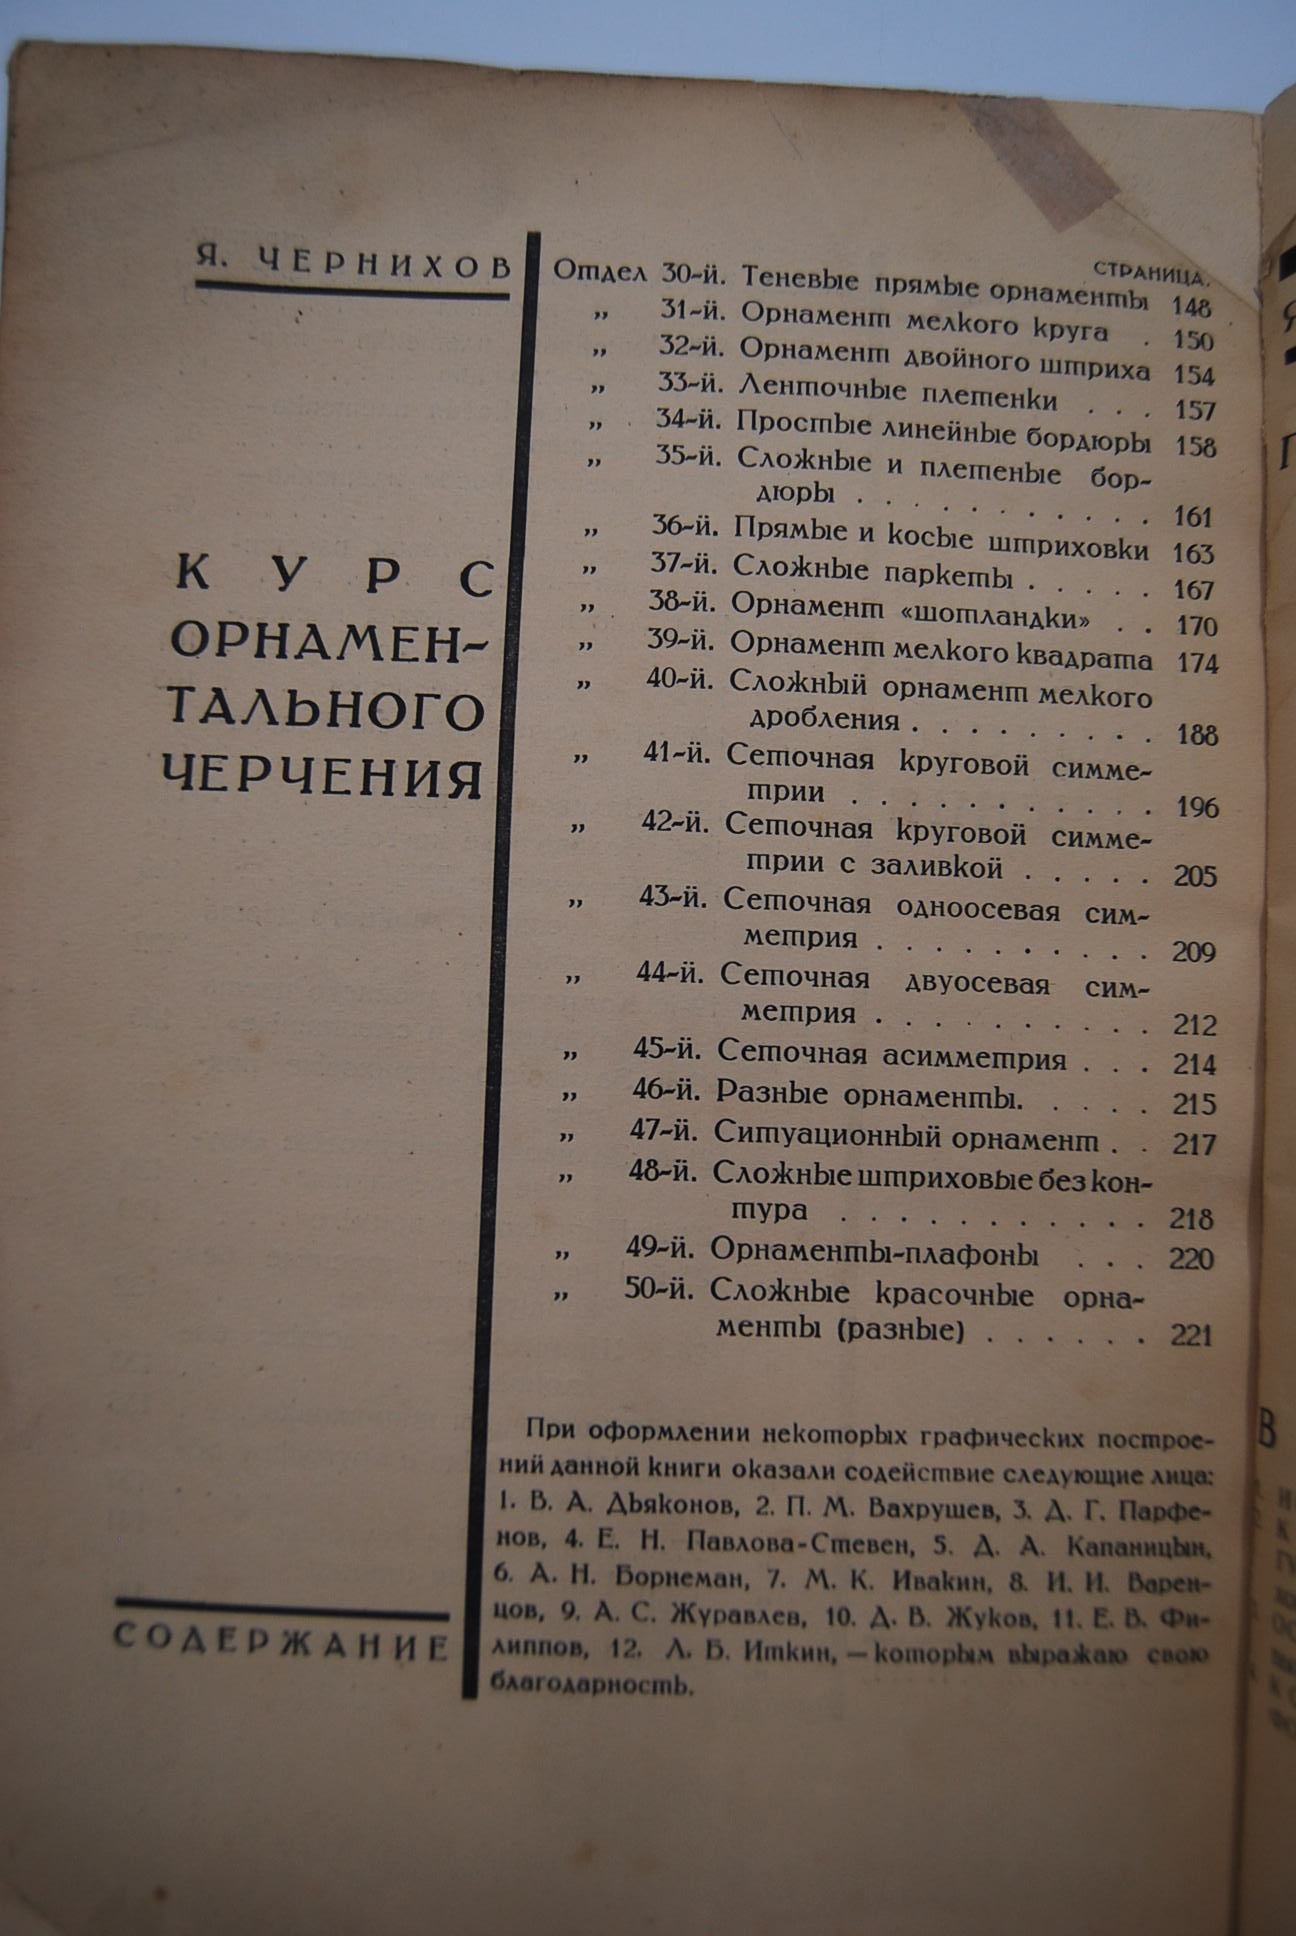 Я. ЧЕРНИХОВ
КУРС
ОРНАМЕН-
ТАЛЬНОГО
ЧЕРЧЕНИЯ
СОДЕРЖАНИЕ
СТРАНИЦА.
Отдел 30-й. Теневые прямые орнаменты 148
„ 31-й. Орнамент мелкого круга . 150
„ 32-й. Орнамент двойного штриха 154
„ 33-й. Ленточные плетенки . . . 157
„ 34-й. Простые линейные бордюры 158
„ 35-й. Сложные и плетеные бор-
дюры . . . . . . . . . . . 161
„ 36-й. Прямые и косые штриховки 163
„ 37-й. Сложные паркеты . . . . . 167
„ 38-й. Орнамент «шотландки» . . 170
„ 39-й. Орнамент мелкого квадрата 174
„ 40-й. Сложный орнамент мелкого
дробления . . . . . . . . . 188
„ 41-й. Сеточная круговой симме-
трии . . . . . . . . . . . 196
„ 42-й. Сеточная круговой симме-
трии с заливкой . . . . . 205
„ 43-й. Сеточная одноосевая сим-
метрия . . . . . . . . . . 209
„ 44-й. Сеточная двуосевая сим-
метрия . . . . . . . . . . 212
„ 45-й. Сеточная асимметрия . . . 214
„ 46-й. Разные орнаменты. . . . . 215
„ 47-й. Ситуационный орнамент . . 217
„ 48-й. Сложные штриховые без кон-
тура . . . . . . . . . . . 218
„ 49-й. Орнаменты-плафоны . . . 220
„ 50-й. Сложные красочные орна-
менты (разные) . . . . . . 221
При оформлении некоторых графических построе-
ний данной книги оказали содействие следующие лица:
1. В. А. Дьяконов, 2. П. М. Вахрушев, 3. Д. Г. Парфе-
нов, 4. Е. Н. Павлова-Стевен, 5. Д. А. Капаницын,
6. А. Н. Борнеман, 7. М. К. Ивакин, 8. И. И. Варен-
цов, 9. А. С. Журавлев, 10. Д. В. Жуков, 11. Е. В. Фи-
липпов, 12. Л. Б. Иткин, — которым выражаю свою
благодарность.